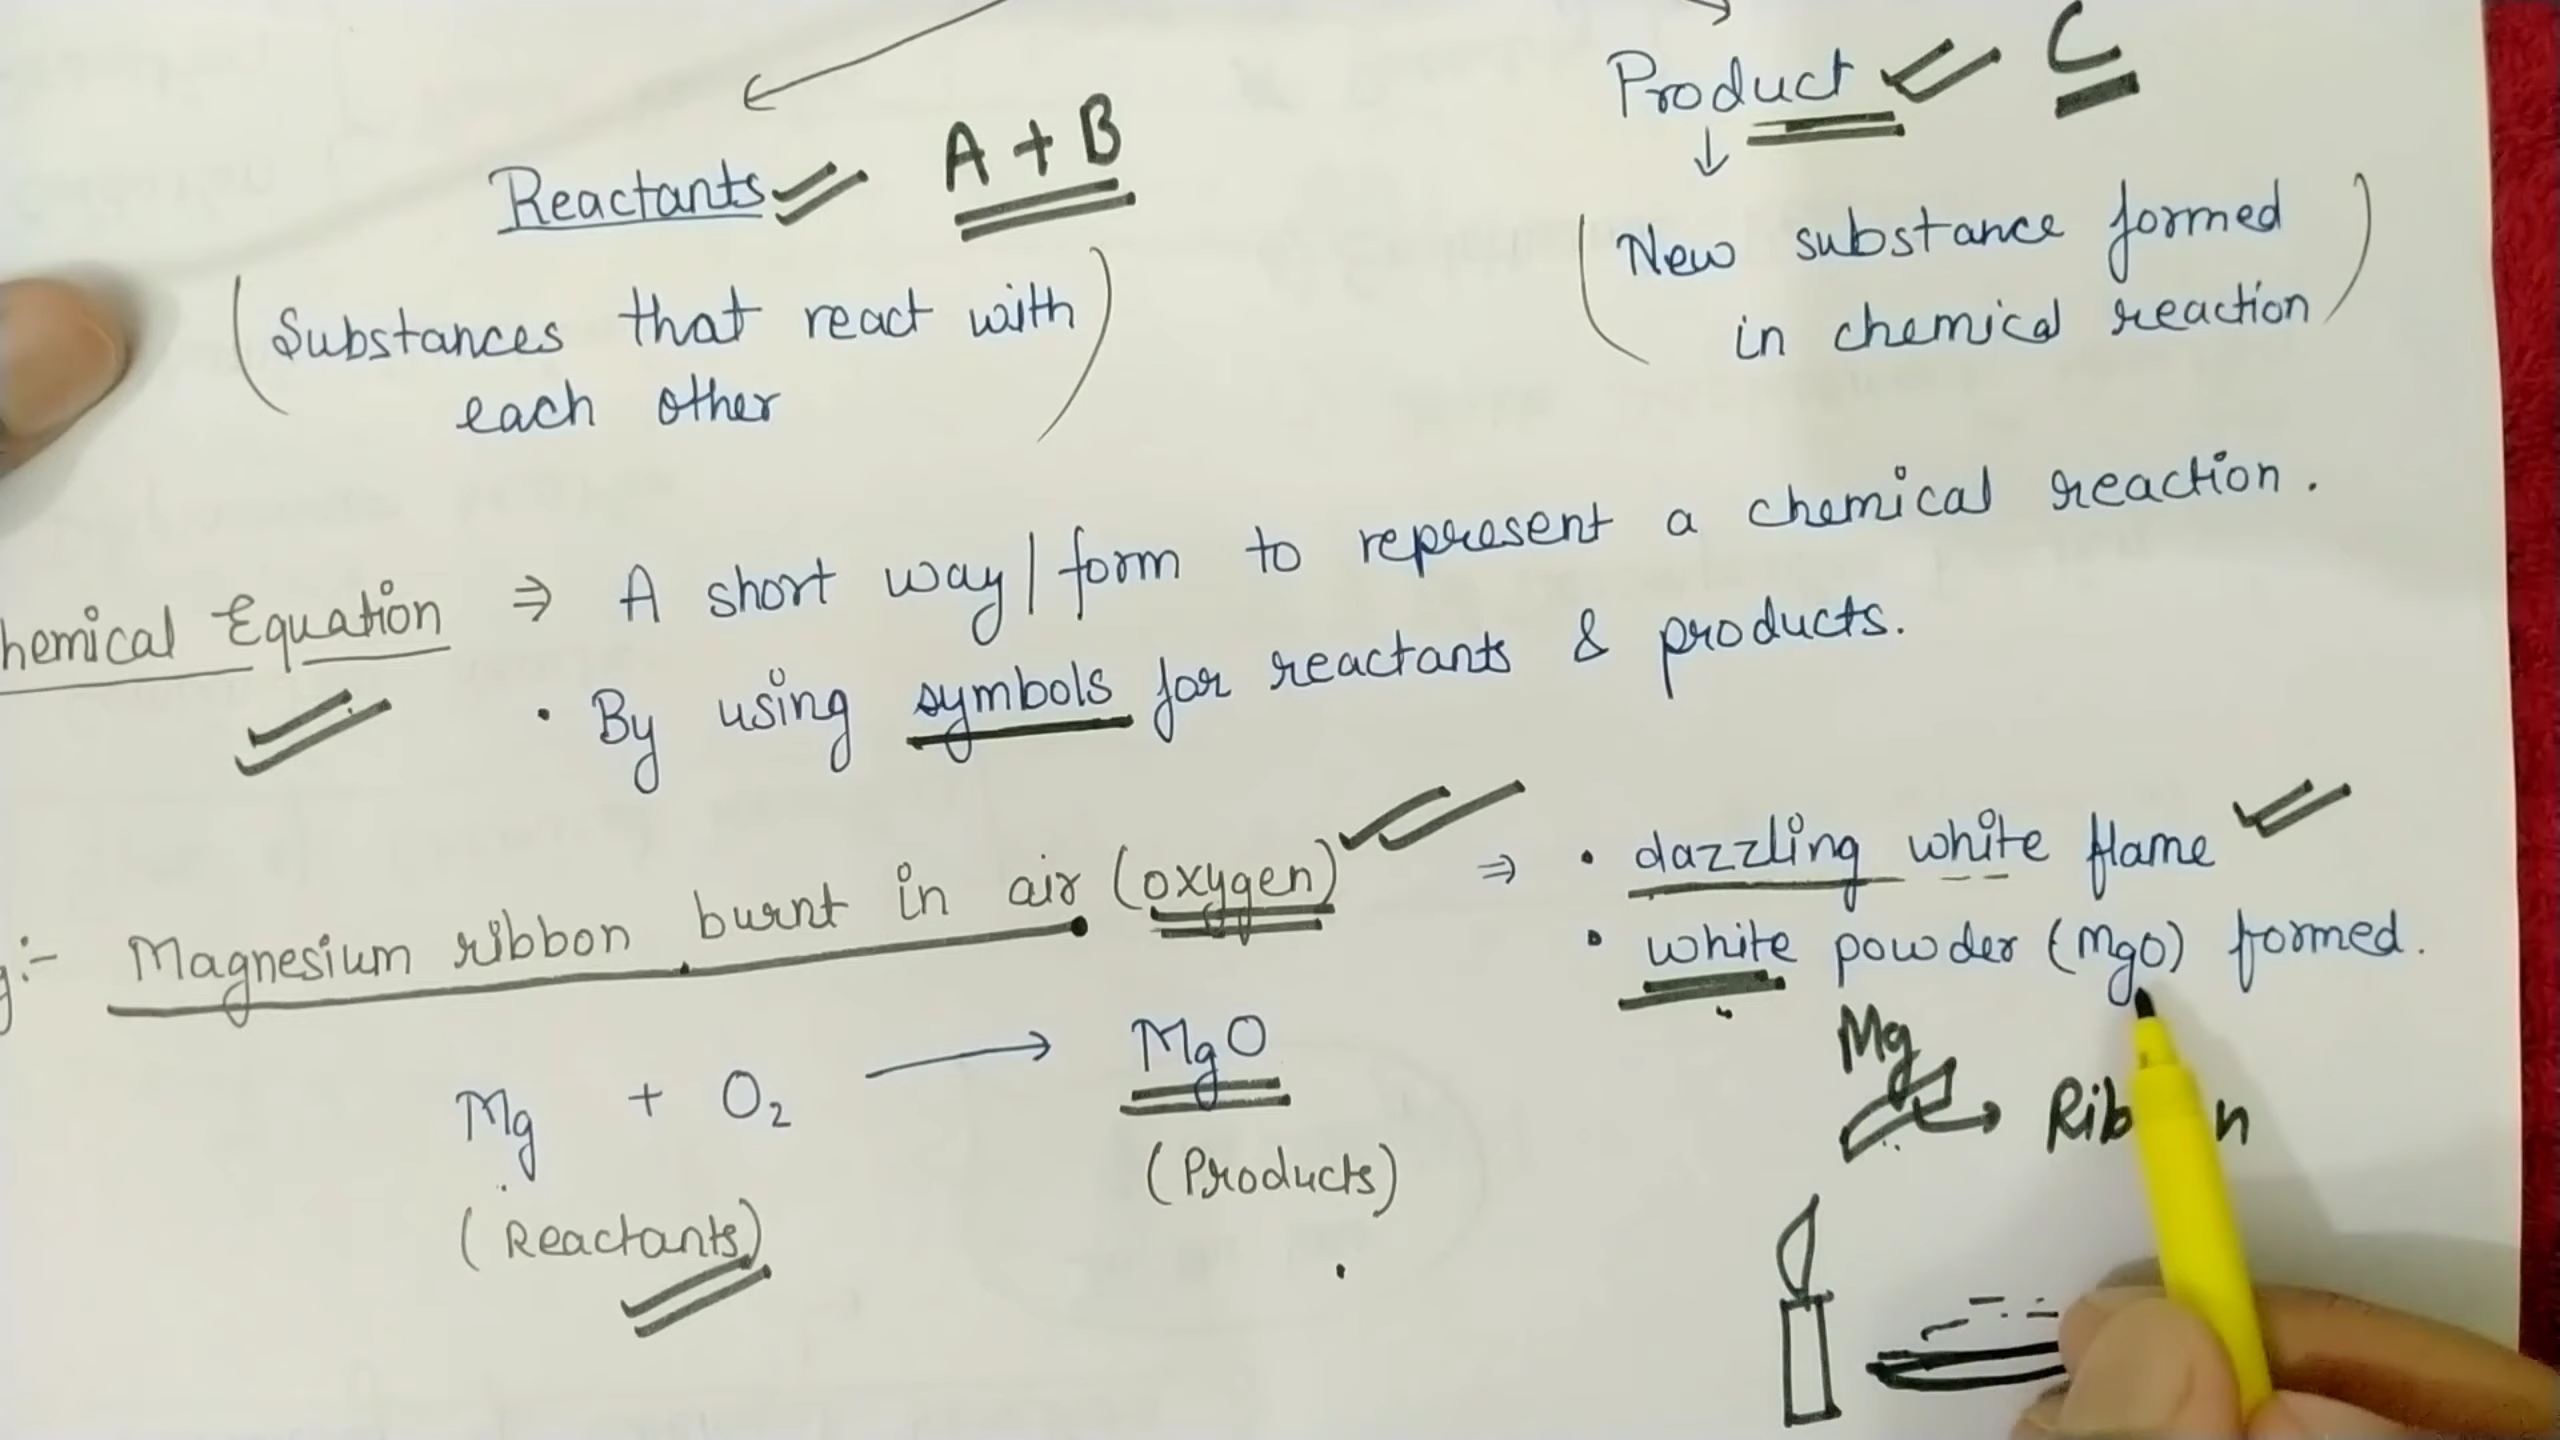 Product C
Reactants A + B
(New substance formed
in chemical reaction)
(Substances that react with
each other)
hemical Equation ⇒ A short way/form to represent a chemical reaction.
• By using symbols for reactants & products.
g:- Magnesium ribbon burnt in air (oxygen) ⇒ • dazzling white flame
• white powder (MgO) formed.
Mg + O₂ → MgO
(Reactants) (Products)
Mg